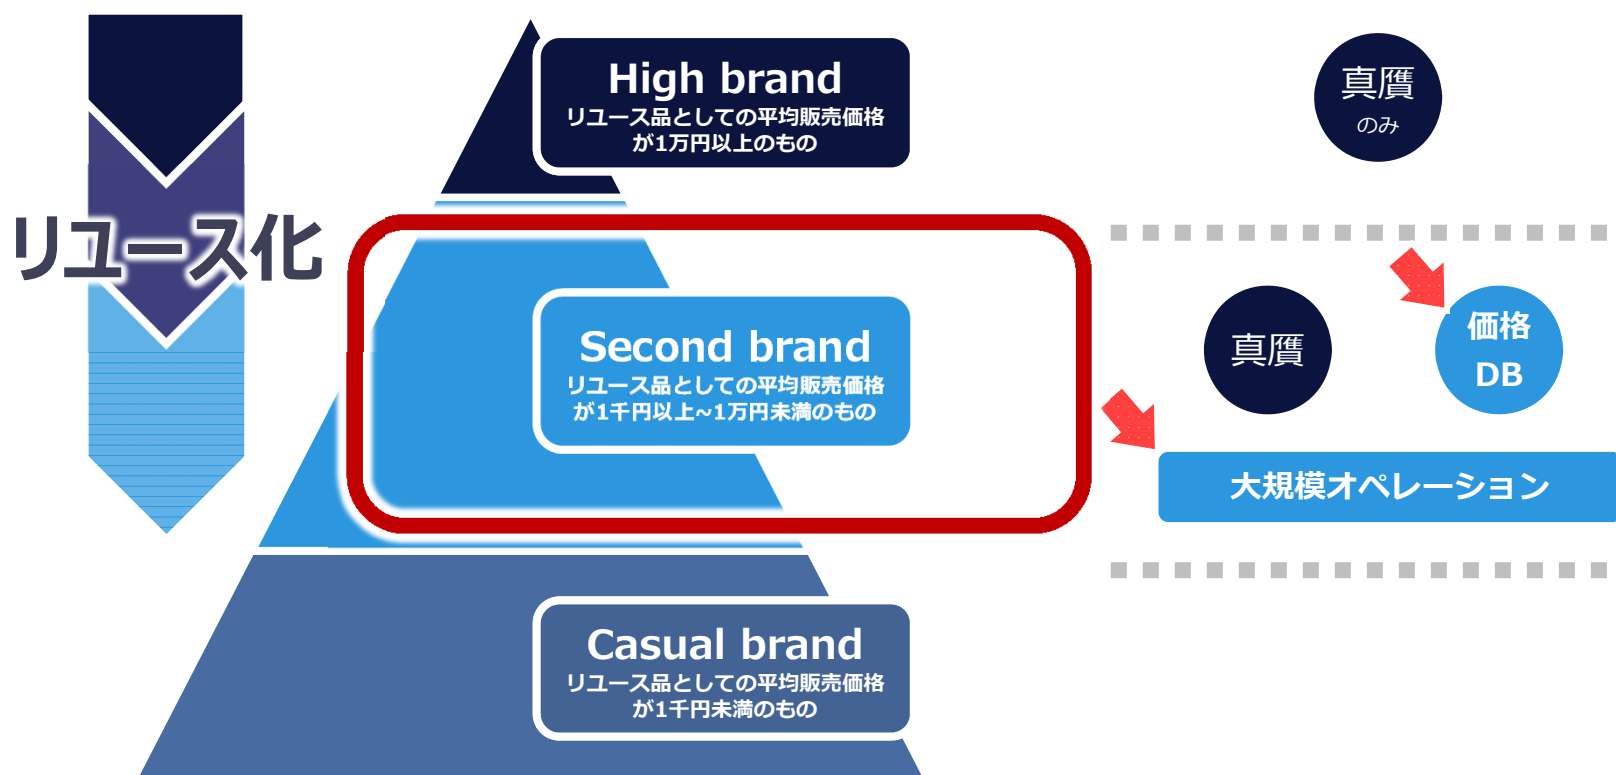 High brand
リユース品としての平均販売価格
が1万円以上のもの
真贋
のみ
リユース化
Second brand
リユース品としての平均販売価格
が1千円以上~1万円未満のもの
真贋
価格
DB
大規模オペレーション
Casual brand
リユース品としての平均販売価格
が1千円未満のもの